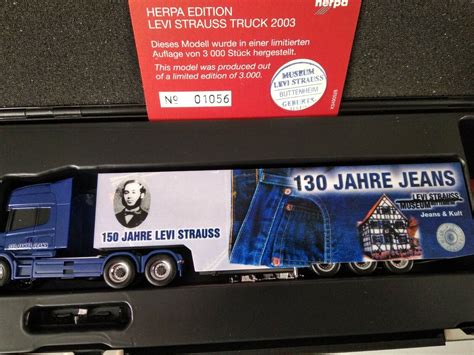 herpa
HERPA EDITION
LEVI STRAUSS TRUCK 2003
Dieses Modell wurde in einer limitierten
Auflage von 3 000 Stück hergestellt.
This model was produced out
of a limited edition of 3.000.
No 01056
MUSEUM
LEVI STRAUSS
BUTTENHEIM
GEBURTS
150 JAHRE LEVI STRAUSS
130 JAHRE JEANS
LEVI STRAUSS
MUSEUM
Jeans & Kult